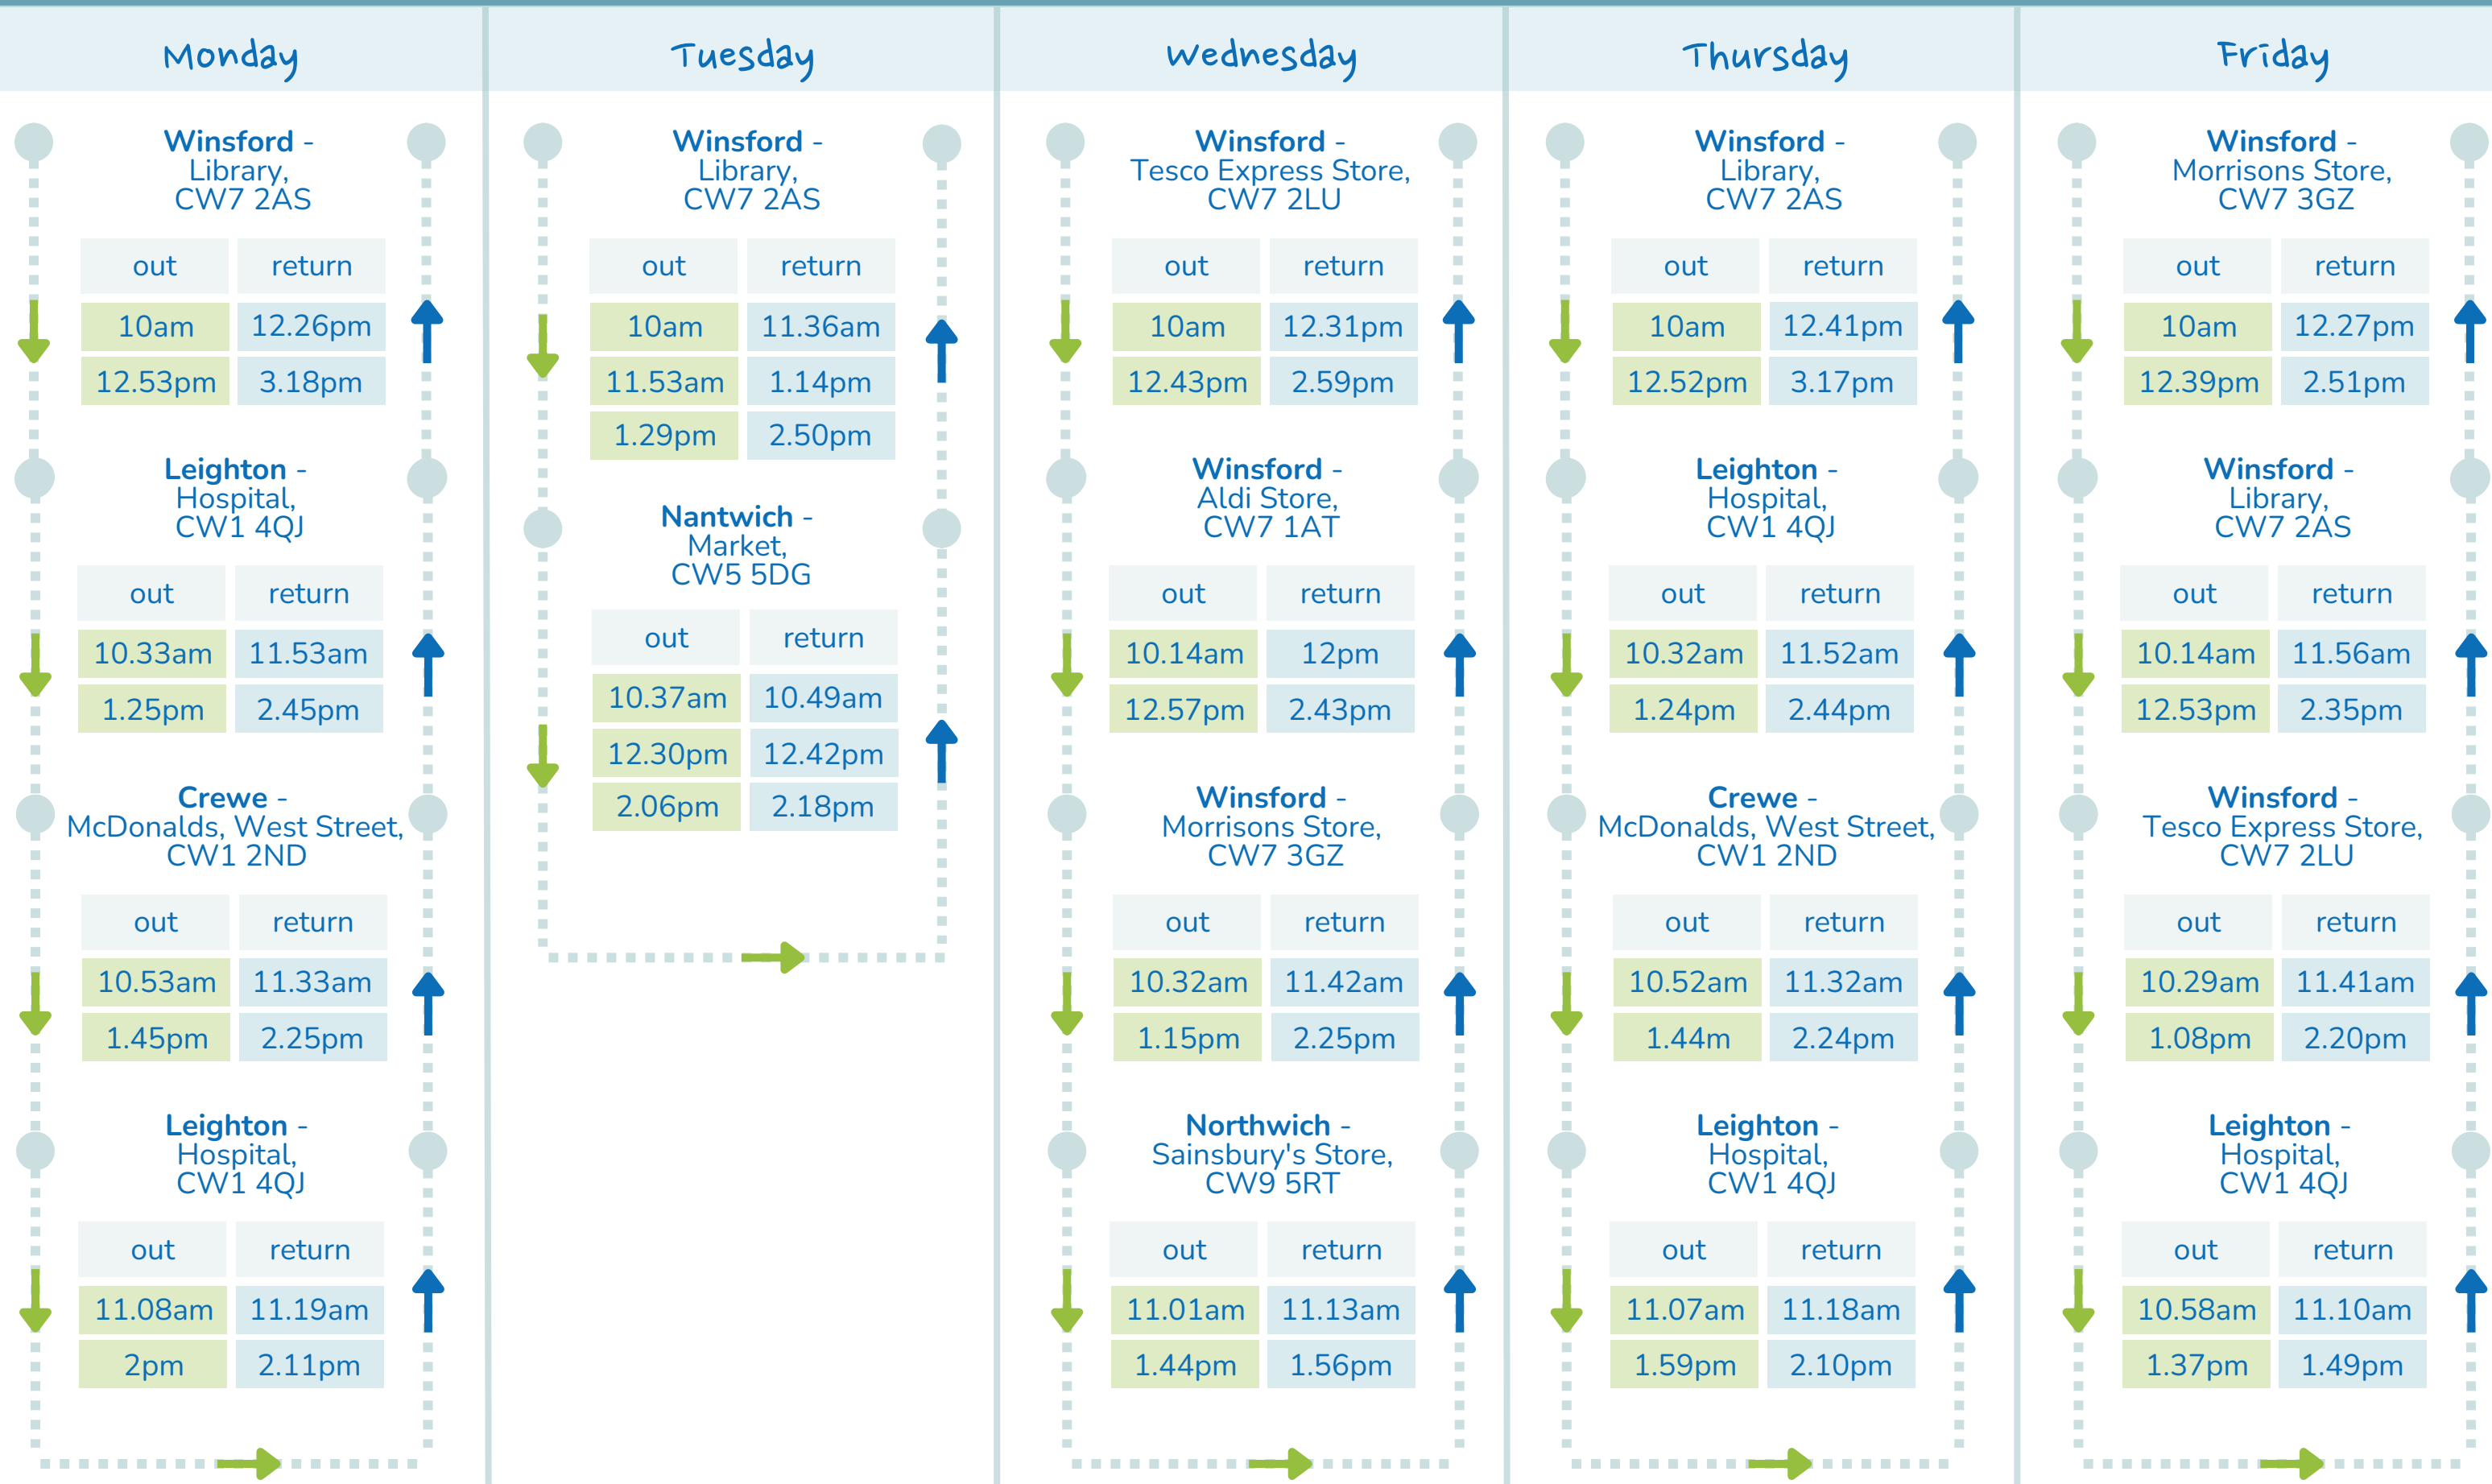 Monday
Winsford -
Library,
CW7 2AS
out return
10am 12.26pm
12.53pm 3.18pm
Leighton -
Hospital,
CW1 4QJ
out return
10.33am 11.53am
1.25pm 2.45pm
Crewe -
McDonalds, West Street,
CW1 2ND
out return
10.53am 11.33am
1.45pm 2.25pm
Leighton -
Hospital,
CW1 4QJ
out return
11.08am 11.19am
2pm 2.11pm
Tuesday
Winsford -
Library,
CW7 2AS
out return
10am 11.36am
11.53am 1.14pm
1.29pm 2.50pm
Nantwich -
Market,
CW5 5DG
out return
10.37am 10.49am
12.30pm 12.42pm
2.06pm 2.18pm
Wednesday
Winsford -
Tesco Express Store,
CW7 2LU
out return
10am 12.31pm
12.43pm 2.59pm
Winsford -
Aldi Store,
CW7 1AT
out return
10.14am 12pm
12.57pm 2.43pm
Winsford -
Morrisons Store,
CW7 3GZ
out return
10.32am 11.42am
1.15pm 2.25pm
Northwich -
Sainsbury's Store,
CW9 5RT
out return
11.01am 11.13am
1.44pm 1.56pm
Thursday
Winsford -
Library,
CW7 2AS
out return
10am 12.41pm
12.52pm 3.17pm
Leighton -
Hospital,
CW1 4QJ
out return
10.32am 11.52am
1.24pm 2.44pm
Crewe -
McDonalds, West Street,
CW1 2ND
out return
10.52am 11.32am
1.44m 2.24pm
Leighton -
Hospital,
CW1 4QJ
out return
11.07am 11.18am
1.59pm 2.10pm
Friday
Winsford -
Morrisons Store,
CW7 3GZ
out return
10am 12.27pm
12.39pm 2.51pm
Winsford -
Library,
CW7 2AS
out return
10.14am 11.56am
12.53pm 2.35pm
Winsford -
Tesco Express Store,
CW7 2LU
out return
10.29am 11.41am
1.08pm 2.20pm
Leighton -
Hospital,
CW1 4QJ
out return
10.58am 11.10am
1.37pm 1.49pm